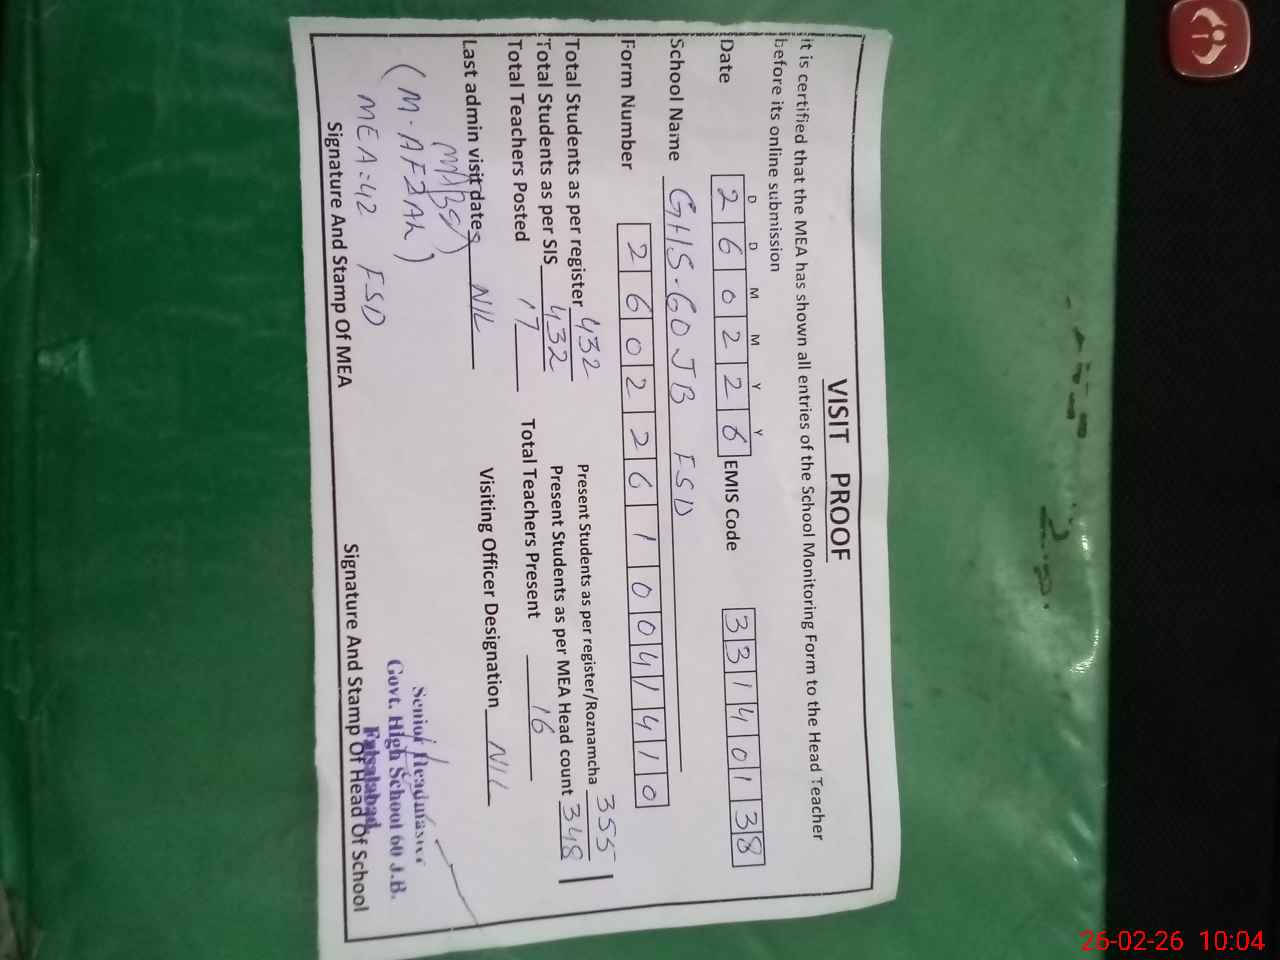 VISIT PROOF
it is certified that the MEA has shown all entries of the School Monitoring Form to the Head Teacher
before its online submission
D D M M Y Y
Date 2 6 0 2 2 6 EMIS Code 3 3 1 4 0 1 3 8
School Name GHS-60 JB FSD
Form Number 2 6 0 2 2 6 1 0 0 4 1 4 1 0
Total Students as per register 432 Present Students as per register/Roznamcha 355
Total Students as per SIS 432 Present Students as per MEA Head count 348
Total Teachers Posted 17 Total Teachers Present 16
Last admin visit dates NIL Visiting Officer Designation NIL
(M.AFZAL)
MEA=42 FSD
Senior Headmaster
Govt. High School 60 J.B.
Faisalabad.
Signature And Stamp Of MEA Signature And Stamp Of Head Of School
26-02-26 10:04